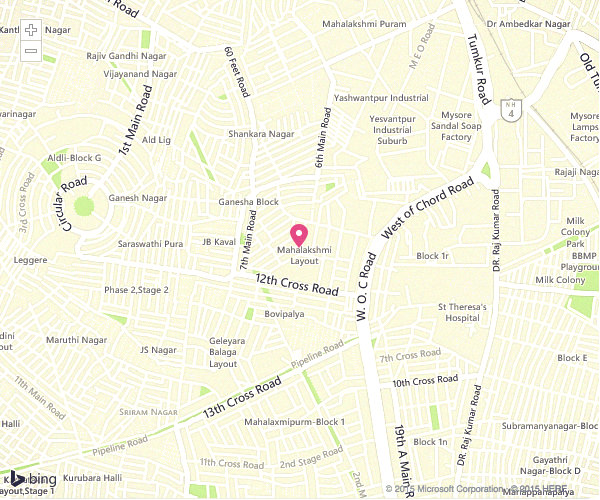 Mahalakshmi Puram
Dr Ambedkar Nagar
Nagar
+
−
Rajiv Gandhi Nagar
Vijayanand Nagar
60 Feet Road
M E O Road
Tumkur Road
1st Main Road
Yashwantpur Industrial
NH
4
6th Main Road
Yesvantpur
Industrial
Suburb
Mysore
Sandal Soap
Factory
Mysore
Lamps
Factory
Shankara Nagar
Ald Lig
Aldli-Block G
Circular Road
3rd Cross Road
Rajaji Naga
Ganesh Nagar
Ganesha Block
West of Chord Road
DR. Raj Kumar Road
Milk
Colony
Park
7th Main Road
JB Kaval
Saraswathi Pura
Mahalakshmi
Layout
Leggere
Block 1r
BBMP
Playground
Milk Colony
12th Cross Road
W. O. C Road
Phase 2,Stage 2
Bovipalya
St Theresa's
Hospital
Maruthi Nagar
JS Nagar
Geleyara
Balaga
Layout
Pipeline Road
7th Cross Road
Block E
11th Main Road
10th Cross Road
13th Cross Road
Sriram Nagar
Mahalaxmipurm-Block 1
19th A Main R
DR. Raj Kumar Road
Subramanyanagar-Block
Halli
Pipeline Road
Block 1n
2nd Stage Road
11th Cross Road
Gayathri
Nagar-Block D
bing
Kurubara Halli
Layout,Stage 1
2nd
© 2015 Microsoft Corporation
© 2015 HERE
Mariappanapalya